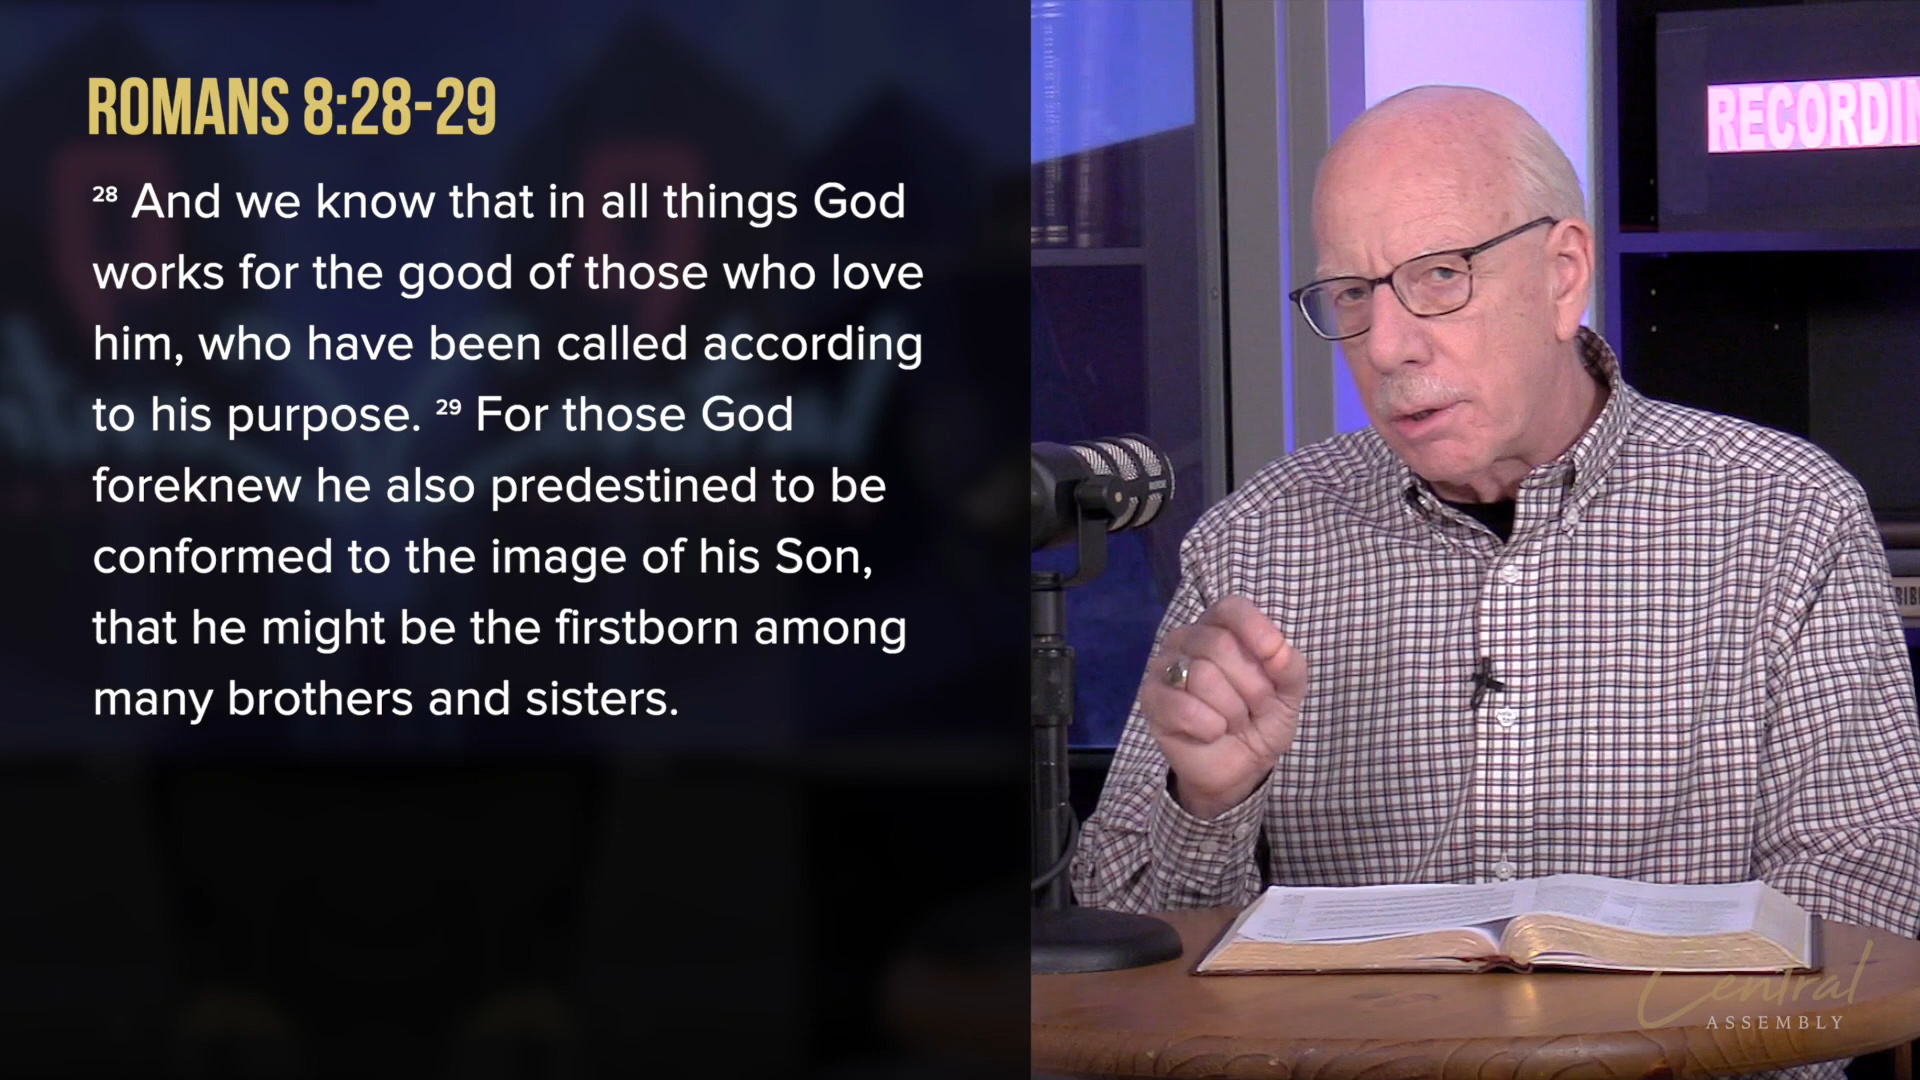 ROMANS 8:28-29
28 And we know that in all things God
works for the good of those who love
him, who have been called according
to his purpose. 29 For those God
foreknew he also predestined to be
conformed to the image of his Son,
that he might be the firstborn among
many brothers and sisters.
RECORDIN
Central
ASSEMBLY